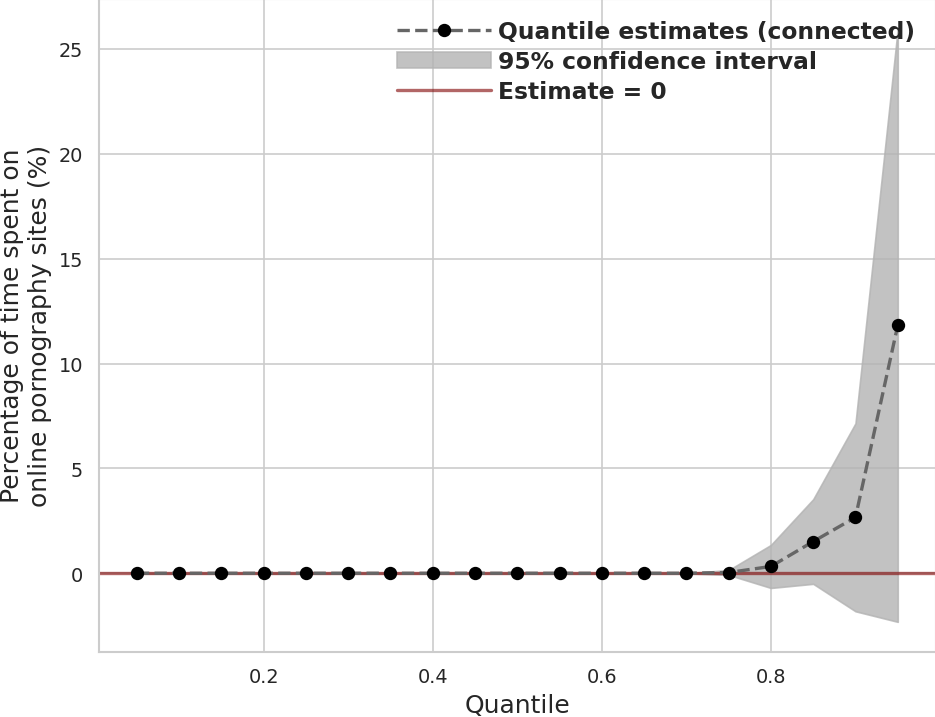 Quantile estimates (connected)
95% confidence interval
Estimate = 0
Percentage of time spent on
online pornography sites (%)
25
20
15
10
5
0
0.2
0.4
0.6
0.8
Quantile